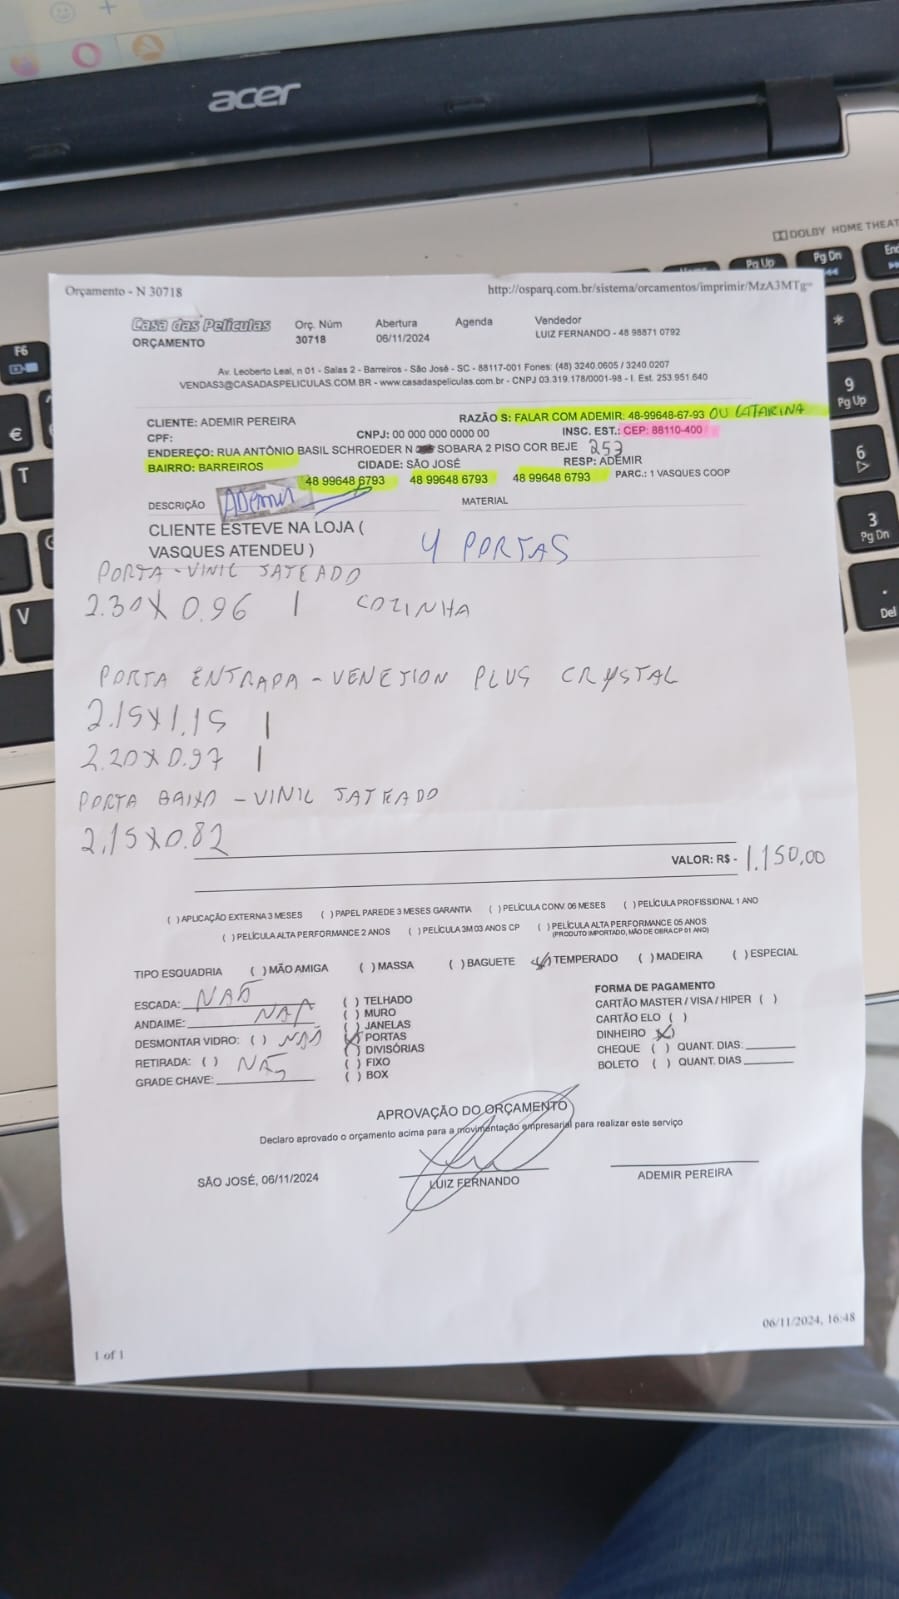 acer
DOLBY HOME THEAT
Pg Up
Pg Dn
End
F6
*
9
Pg Up
€
6
T
3
Pg Dn
V
.
Del
Orçamento - N 30718
http://osparq.com.br/sistema/orcamentos/imprimir/MzA3MTg=
Casa das Películas
ORÇAMENTO
Orç. Núm
30718
Abertura
06/11/2024
Agenda
Vendedor
LUIZ FERNANDO - 48 98871 0792
Av. Leoberto Leal, n 01 - Salas 2 - Barreiros - São José - SC - 88117-001 Fones: (48) 3240.0605 / 3240.0207
VENDAS3@CASADASPELICULAS.COM.BR - www.casadaspeliculas.com.br - CNPJ 03.319.178/0001-98 - I. Est. 253.951.640
CLIENTE: ADEMIR PEREIRA
RAZÃO S: FALAR COM ADEMIR: 48-99648-67-93 OU CATARINA
CPF:
CNPJ: 00 000 000 0000 00
INSC. EST.: CEP: 88110-400
ENDEREÇO: RUA ANTÔNIO BASIL SCHROEDER N SOBARA 2 PISO COR BEJE 253
BAIRRO: BARREIROS
CIDADE: SÃO JOSÉ
RESP: ADEMIR
48 99648 6793
48 99648 6793
48 99648 6793
PARC.: 1 VASQUES COOP
DESCRIÇÃO
ADEMIR
MATERIAL
CLIENTE ESTEVE NA LOJA (
VASQUES ATENDEU )
4 PORTAS
PORTA - VINIL JATEADO
2.30 X 0.96 1 COZINHA
PORTA ENTRADA - VENETION PLUS CRYSTAL
2.15 X 1.15 1
2.20 X 0.97 1
PORTA BAIXO - VINIL JATEADO
2,15 X 0.82
VALOR: R$ - 1.150,00
( ) APLICAÇÃO EXTERNA 3 MESES ( ) PAPEL PAREDE 3 MESES GARANTIA ( ) PELÍCULA CONV. 06 MESES ( ) PELÍCULA PROFISSIONAL 1 ANO
( ) PELÍCULA ALTA PERFORMANCE 2 ANOS ( ) PELÍCULA 3M 03 ANOS CP ( ) PELÍCULA ALTA PERFORMANCE 05 ANOS
(PRODUTO IMPORTADO, MÃO DE OBRA CP 01 ANO)
TIPO ESQUADRIA ( ) MÃO AMIGA ( ) MASSA ( ) BAGUETE (X) TEMPERADO ( ) MADEIRA ( ) ESPECIAL
ESCADA: NAÕ
ANDAIME: NAÕ
DESMONTAR VIDRO: ( ) NAÕ
RETIRADA: ( ) NAÕ
GRADE CHAVE:
( ) TELHADO
( ) MURO
( ) JANELAS
(X) PORTAS
( ) DIVISÓRIAS
( ) FIXO
( ) BOX
FORMA DE PAGAMENTO
CARTÃO MASTER / VISA / HIPER ( )
CARTÃO ELO ( )
DINHEIRO (X)
CHEQUE ( ) QUANT. DIAS:
BOLETO ( ) QUANT. DIAS
APROVAÇÃO DO ORÇAMENTO
Declaro aprovado o orçamento acima para a movimentação empresarial para realizar este serviço
SÃO JOSÉ, 06/11/2024
LUIZ FERNANDO
ADEMIR PEREIRA
06/11/2024, 16:48
1 of 1